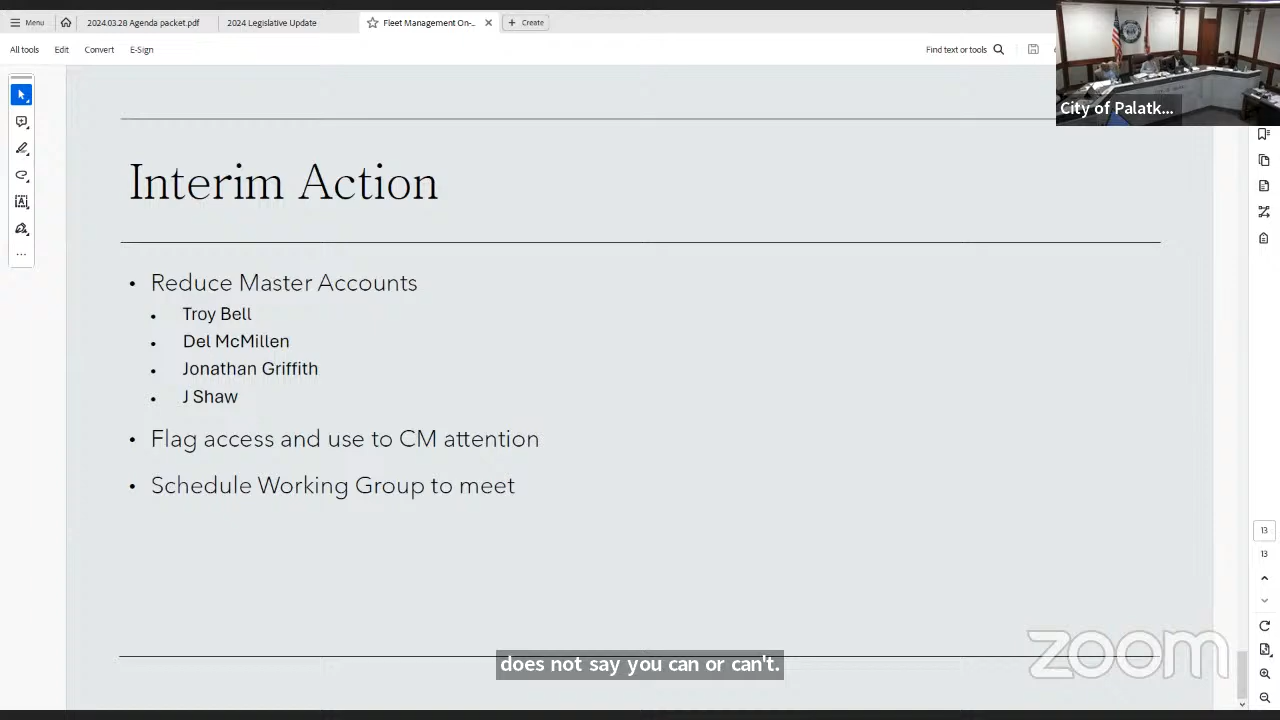 Menu
2024.03.28 Agenda packet.pdf
2024 Legislative Update
Fleet Management On-...
Create
All tools
Edit
Convert
E-Sign
Find text or tools
City of Palatk...
Interim Action
• Reduce Master Accounts
• Troy Bell
• Del McMillen
• Jonathan Griffith
• J Shaw
• Flag access and use to CM attention
• Schedule Working Group to meet
13
13
does not say you can or can't.
zoom